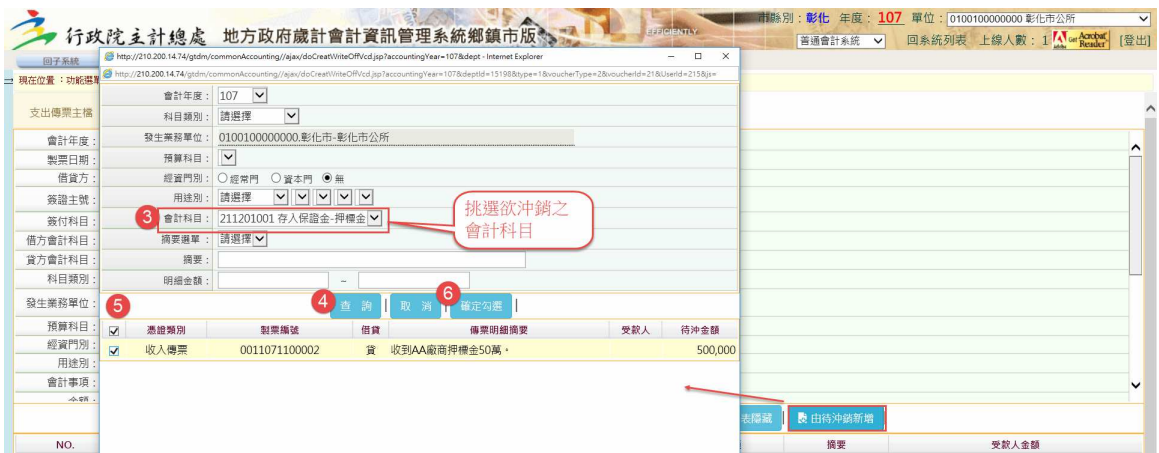 市縣別：彰化 年度：107 單位：0100100000000 彰化市公所
行政院主計總處 地方政府歲計會計資訊管理系統鄉鎮市版
EFFICIENTLY
普通會計系統 回系統列表 上線人數：1 Get Acrobat Reader [登出]
回子系統
http://210.200.14.74/gtdm/commonAccounting//ajax/doCreatWriteOffVcd.jsp?accountingYear=107&dept - Internet Explorer
http://210.200.14.74/gtdm/commonAccounting//ajax/doCreatWriteOffVcd.jsp?accountingYear=107&deptId=15198&type=1&voucherType=2&voucherId=21&UserId=215&js=
現在位置：功能選單
支出傳票主檔
會計年度：
製票日期：
借貸方：
簽證主號：
簽付科目：
借方會計科目：
貸方會計科目：
科目類別：
發生業務單位：
預算科目：
經資門別：
用途別：
會計事項：
金額：
會計年度：107
科目類別：請選擇
發生業務單位：0100100000000.彰化市-彰化市公所
預算科目：
經資門別：經常門 資本門 無
用途別：請選擇
3 會計科目：211201001 存入保證金-押標金
挑選欲沖銷之
會計科目
摘要選單：請選擇
摘要：
明細金額： ~
5 4 查 詢 | 取 消 | 6 確定勾選 |
憑證類別 製票編號 借貸 傳票明細摘要 受款人 待沖金額
收入傳票 0011071100002 貸 收到AA廠商押標金50萬。 500,000
表隱藏 | 由待沖銷新增
NO. 摘要 受款人金額